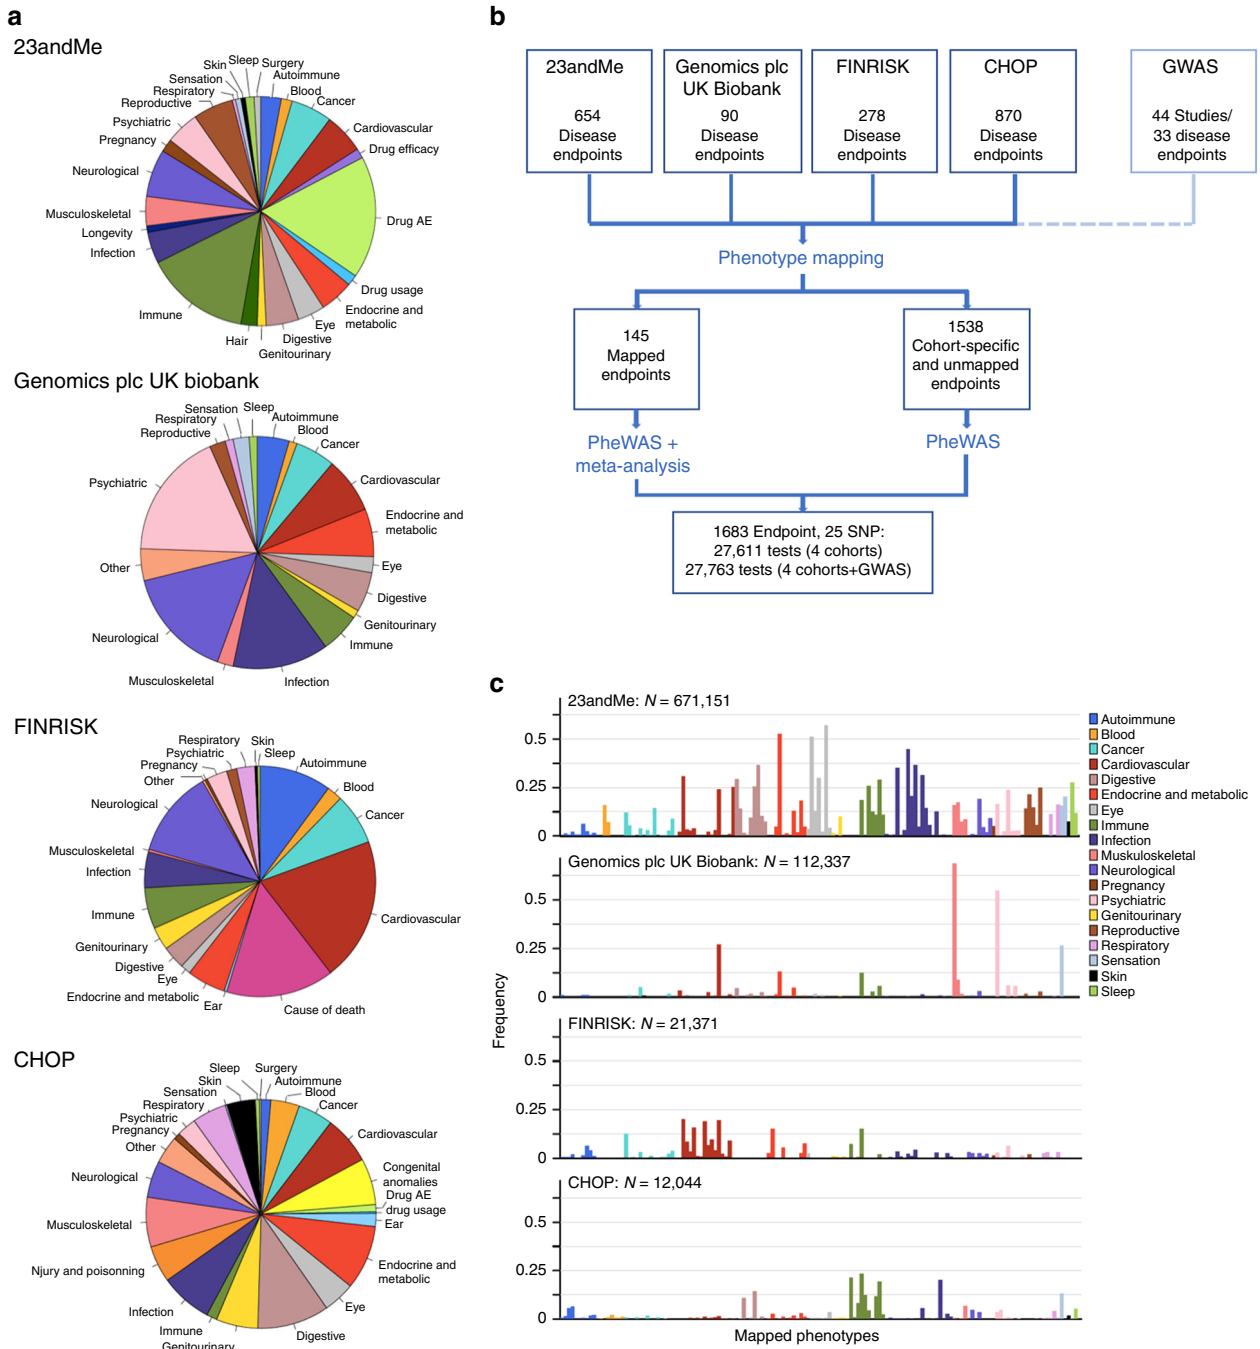 a
23andMe
Sleep
Surgery
Skin
Autoimmune
Sensation
Blood
Respiratory
Cancer
Reproductive
Psychiatric
Cardiovascular
Pregnancy
Drug efficacy
Neurological
Musculoskeletal
Drug AE
Longevity
Infection
Drug usage
Immune
Endocrine and
metabolic
Eye
Hair
Digestive
Genitourinary
Genomics plc UK biobank
Sensation
Sleep
Respiratory
Autoimmune
Reproductive
Blood
Cancer
Psychiatric
Cardiovascular
Endocrine and
metabolic
Other
Eye
Digestive
Genitourinary
Neurological
Immune
Musculoskeletal
Infection
FINRISK
Respiratory
Skin
Psychiatric
Sleep
Pregnancy
Autoimmune
Other
Blood
Neurological
Cancer
Musculoskeletal
Infection
Immune
Cardiovascular
Genitourinary
Digestive
Eye
Endocrine and metabolic
Ear
Cause of death
CHOP
Sleep
Surgery
Skin
Autoimmune
Sensation
Blood
Respiratory
Cancer
Psychiatric
Pregnancy
Cardiovascular
Other
Congenital
anomalies
Neurological
Drug AE
drug usage
Musculoskeletal
Ear
Njury and poisonning
Endocrine and
metabolic
Infection
Eye
Immune
Digestive
Genitourinary
b
23andMe
654
Disease
endpoints
Genomics plc
UK Biobank
90
Disease
endpoints
FINRISK
278
Disease
endpoints
CHOP
870
Disease
endpoints
GWAS
44 Studies/
33 disease
endpoints
Phenotype mapping
145
Mapped
endpoints
1538
Cohort-specific
and unmapped
endpoints
PheWAS +
meta-analysis
PheWAS
1683 Endpoint, 25 SNP:
27,611 tests (4 cohorts)
27,763 tests (4 cohorts+GWAS)
c
23andMe: N = 671,151
0.5
0.25
0
Genomics plc UK Biobank: N = 112,337
0.5
0.25
0
FINRISK: N = 21,371
0.5
0.25
0
CHOP: N = 12,044
0.5
0.25
0
Frequency
Mapped phenotypes
Autoimmune
Blood
Cancer
Cardiovascular
Digestive
Endocrine and metabolic
Eye
Immune
Infection
Muskuloskeletal
Neurological
Pregnancy
Psychiatric
Genitourinary
Reproductive
Respiratory
Sensation
Skin
Sleep